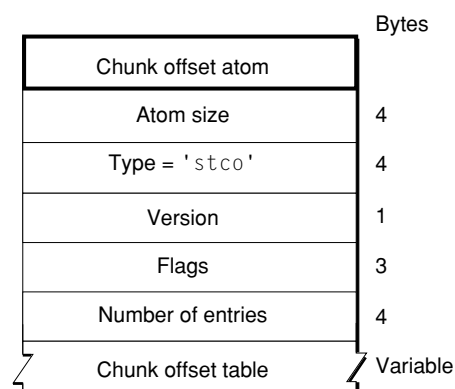 Bytes
Chunk offset atom
Atom size 4
Type = 'stco' 4
Version 1
Flags 3
Number of entries 4
Chunk offset table Variable